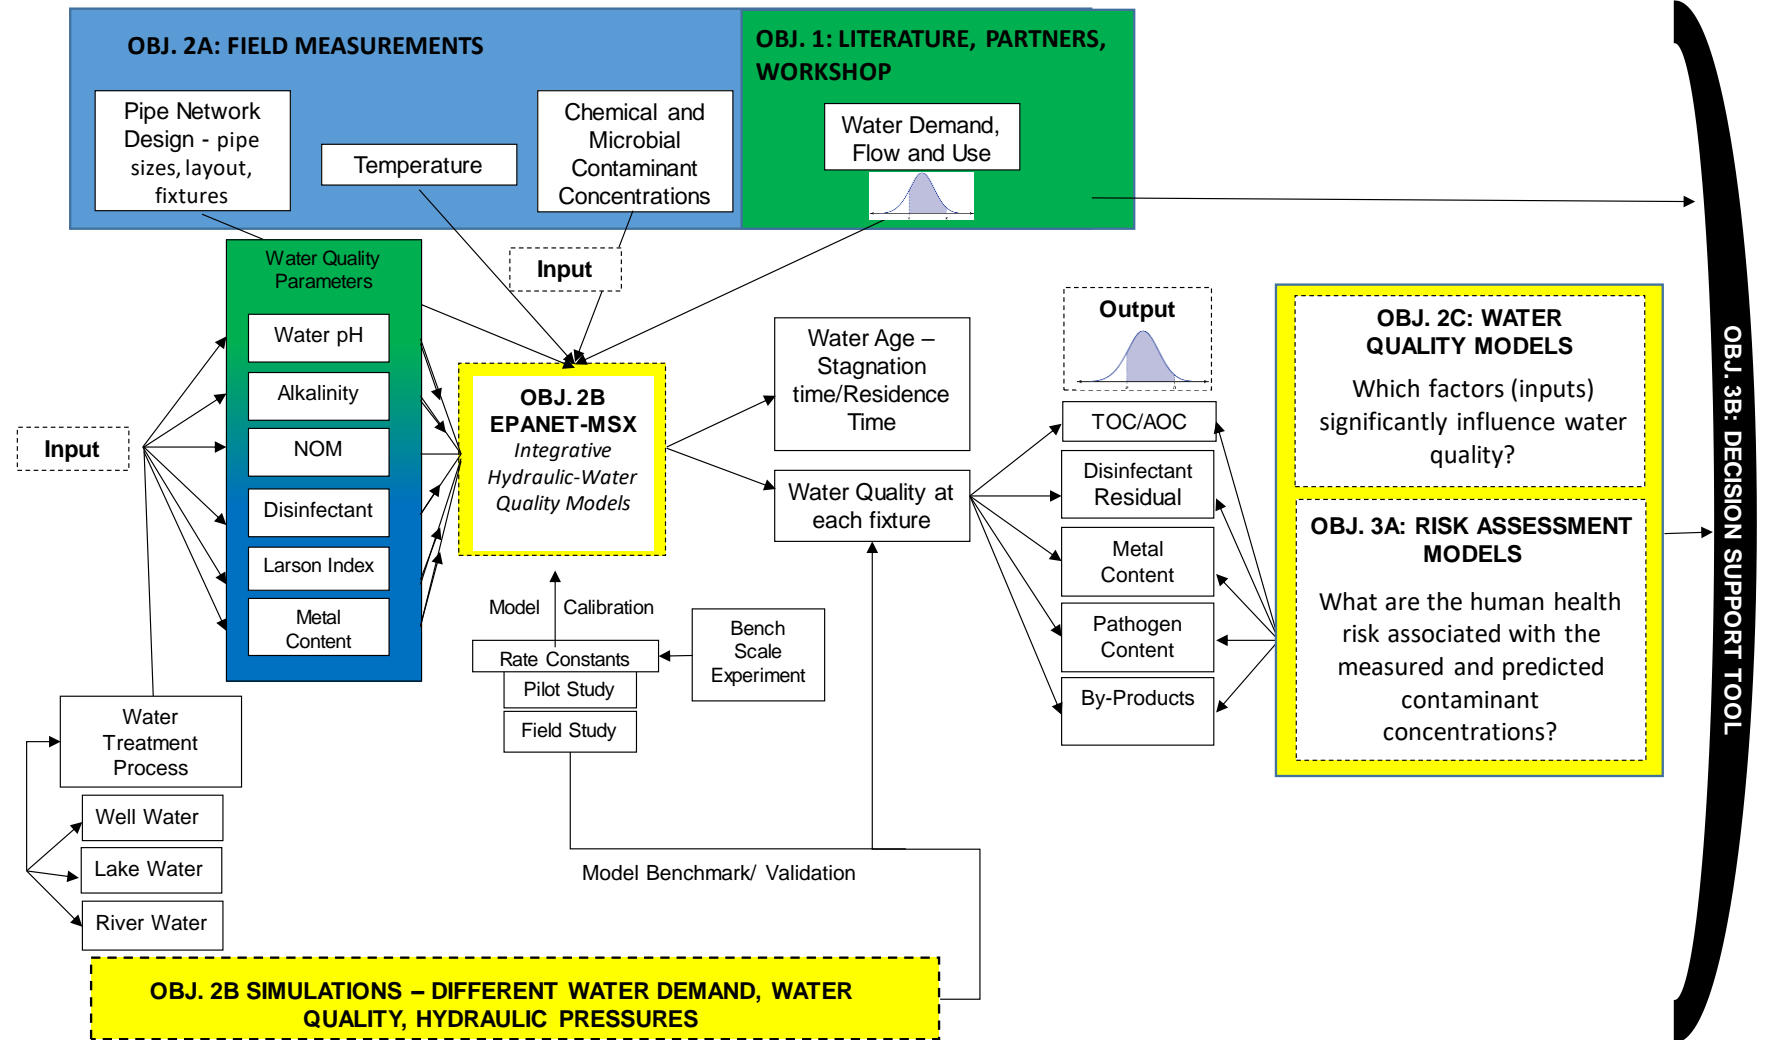 OBJ. 2A: FIELD MEASUREMENTS
OBJ. 1: LITERATURE, PARTNERS,
WORKSHOP
Pipe Network
Design - pipe
sizes, layout,
fixtures
Temperature
Chemical and
Microbial
Contaminant
Concentrations
Water Demand,
Flow and Use
Input
Water Quality
Parameters
Water pH
Alkalinity
NOM
Disinfectant
Larson Index
Metal
Content
Input
OBJ. 2B
EPANET-MSX
Integrative
Hydraulic-Water
Quality Models
Model Calibration
Rate Constants
Pilot Study
Field Study
Bench
Scale
Experiment
Water Age –
Stagnation
time/Residence
Time
Water Quality at
each fixture
Output
TOC/AOC
Disinfectant
Residual
Metal
Content
Pathogen
Content
By-Products
OBJ. 2C: WATER
QUALITY MODELS
Which factors (inputs)
significantly influence water
quality?
OBJ. 3A: RISK ASSESSMENT
MODELS
What are the human health
risk associated with the
measured and predicted
contaminant
concentrations?
OBJ. 3B: DECISION SUPPORT TOOL
Water
Treatment
Process
Well Water
Lake Water
River Water
Model Benchmark/ Validation
OBJ. 2B SIMULATIONS – DIFFERENT WATER DEMAND, WATER
QUALITY, HYDRAULIC PRESSURES